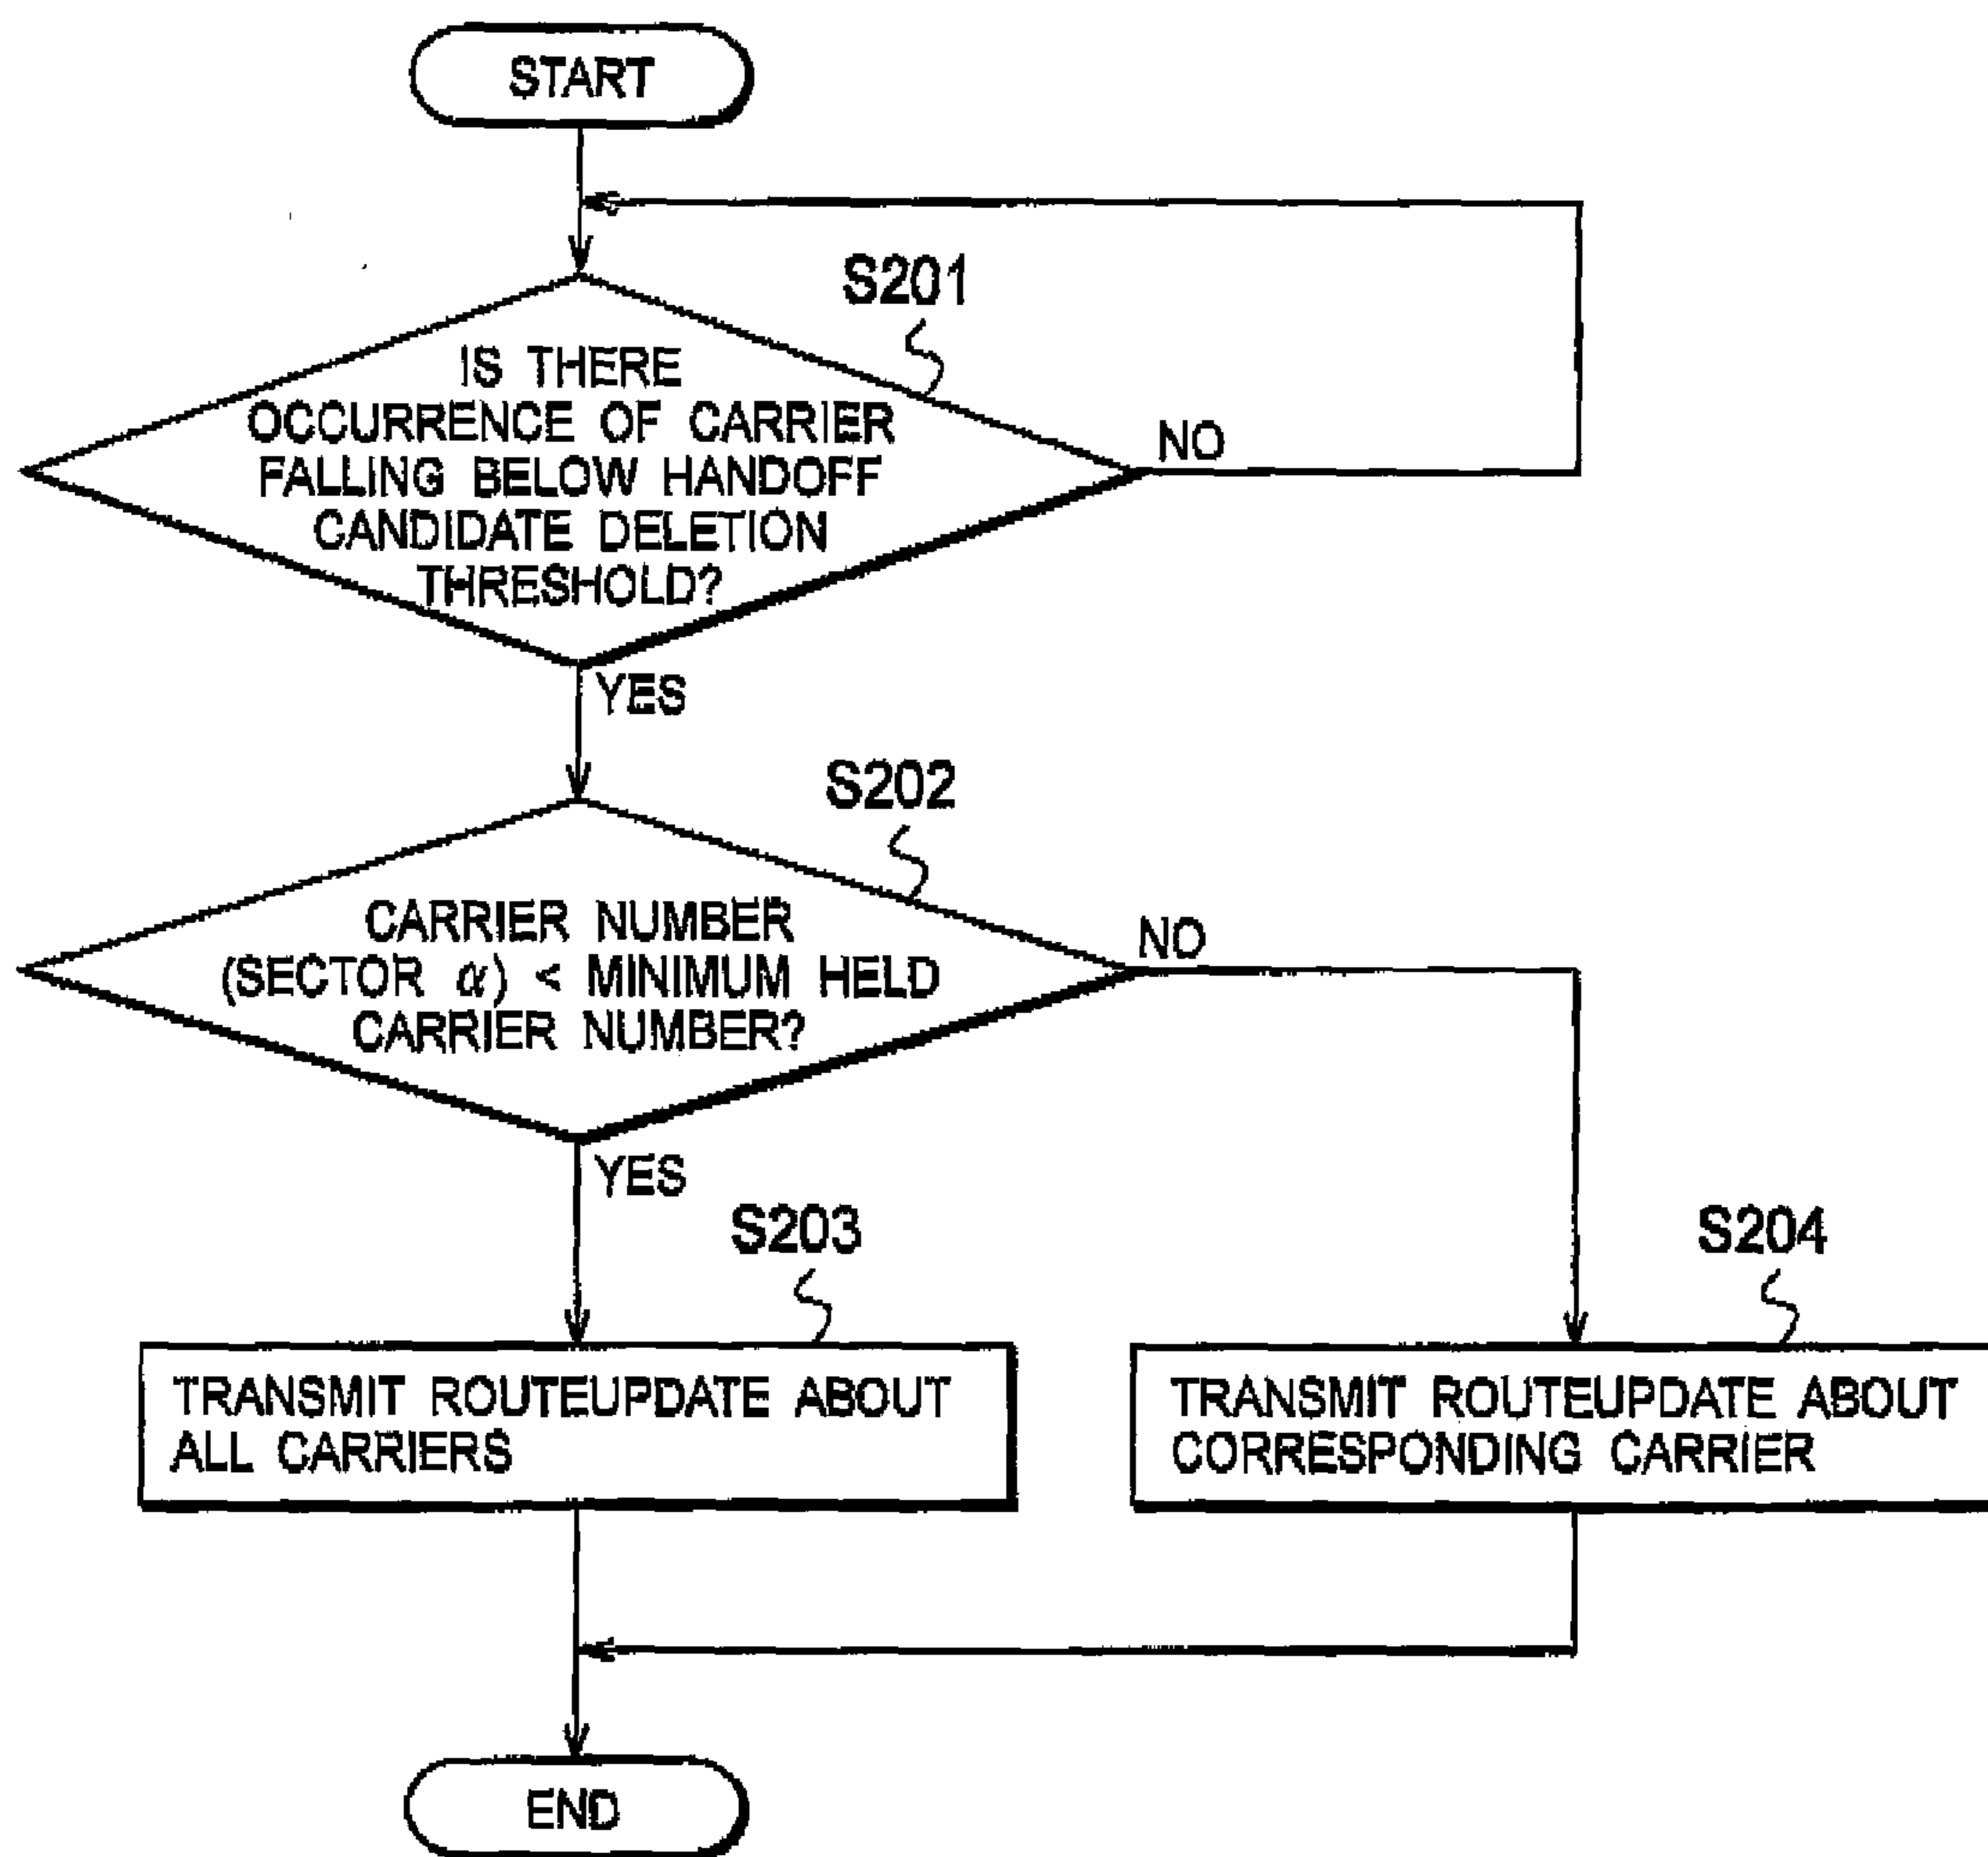 START
S201
IS THERE
OCCURRENCE OF CARRIER
FALLING BELOW HANDOFF
CANDIDATE DELETION
THRESHOLD?
NO
YES
S202
CARRIER NUMBER
(SECTOR α) < MINIMUM HELD
CARRIER NUMBER?
NO
YES
S203
TRANSMIT ROUTEUPDATE ABOUT
ALL CARRIERS
S204
TRANSMIT ROUTEUPDATE ABOUT
CORRESPONDING CARRIER
END